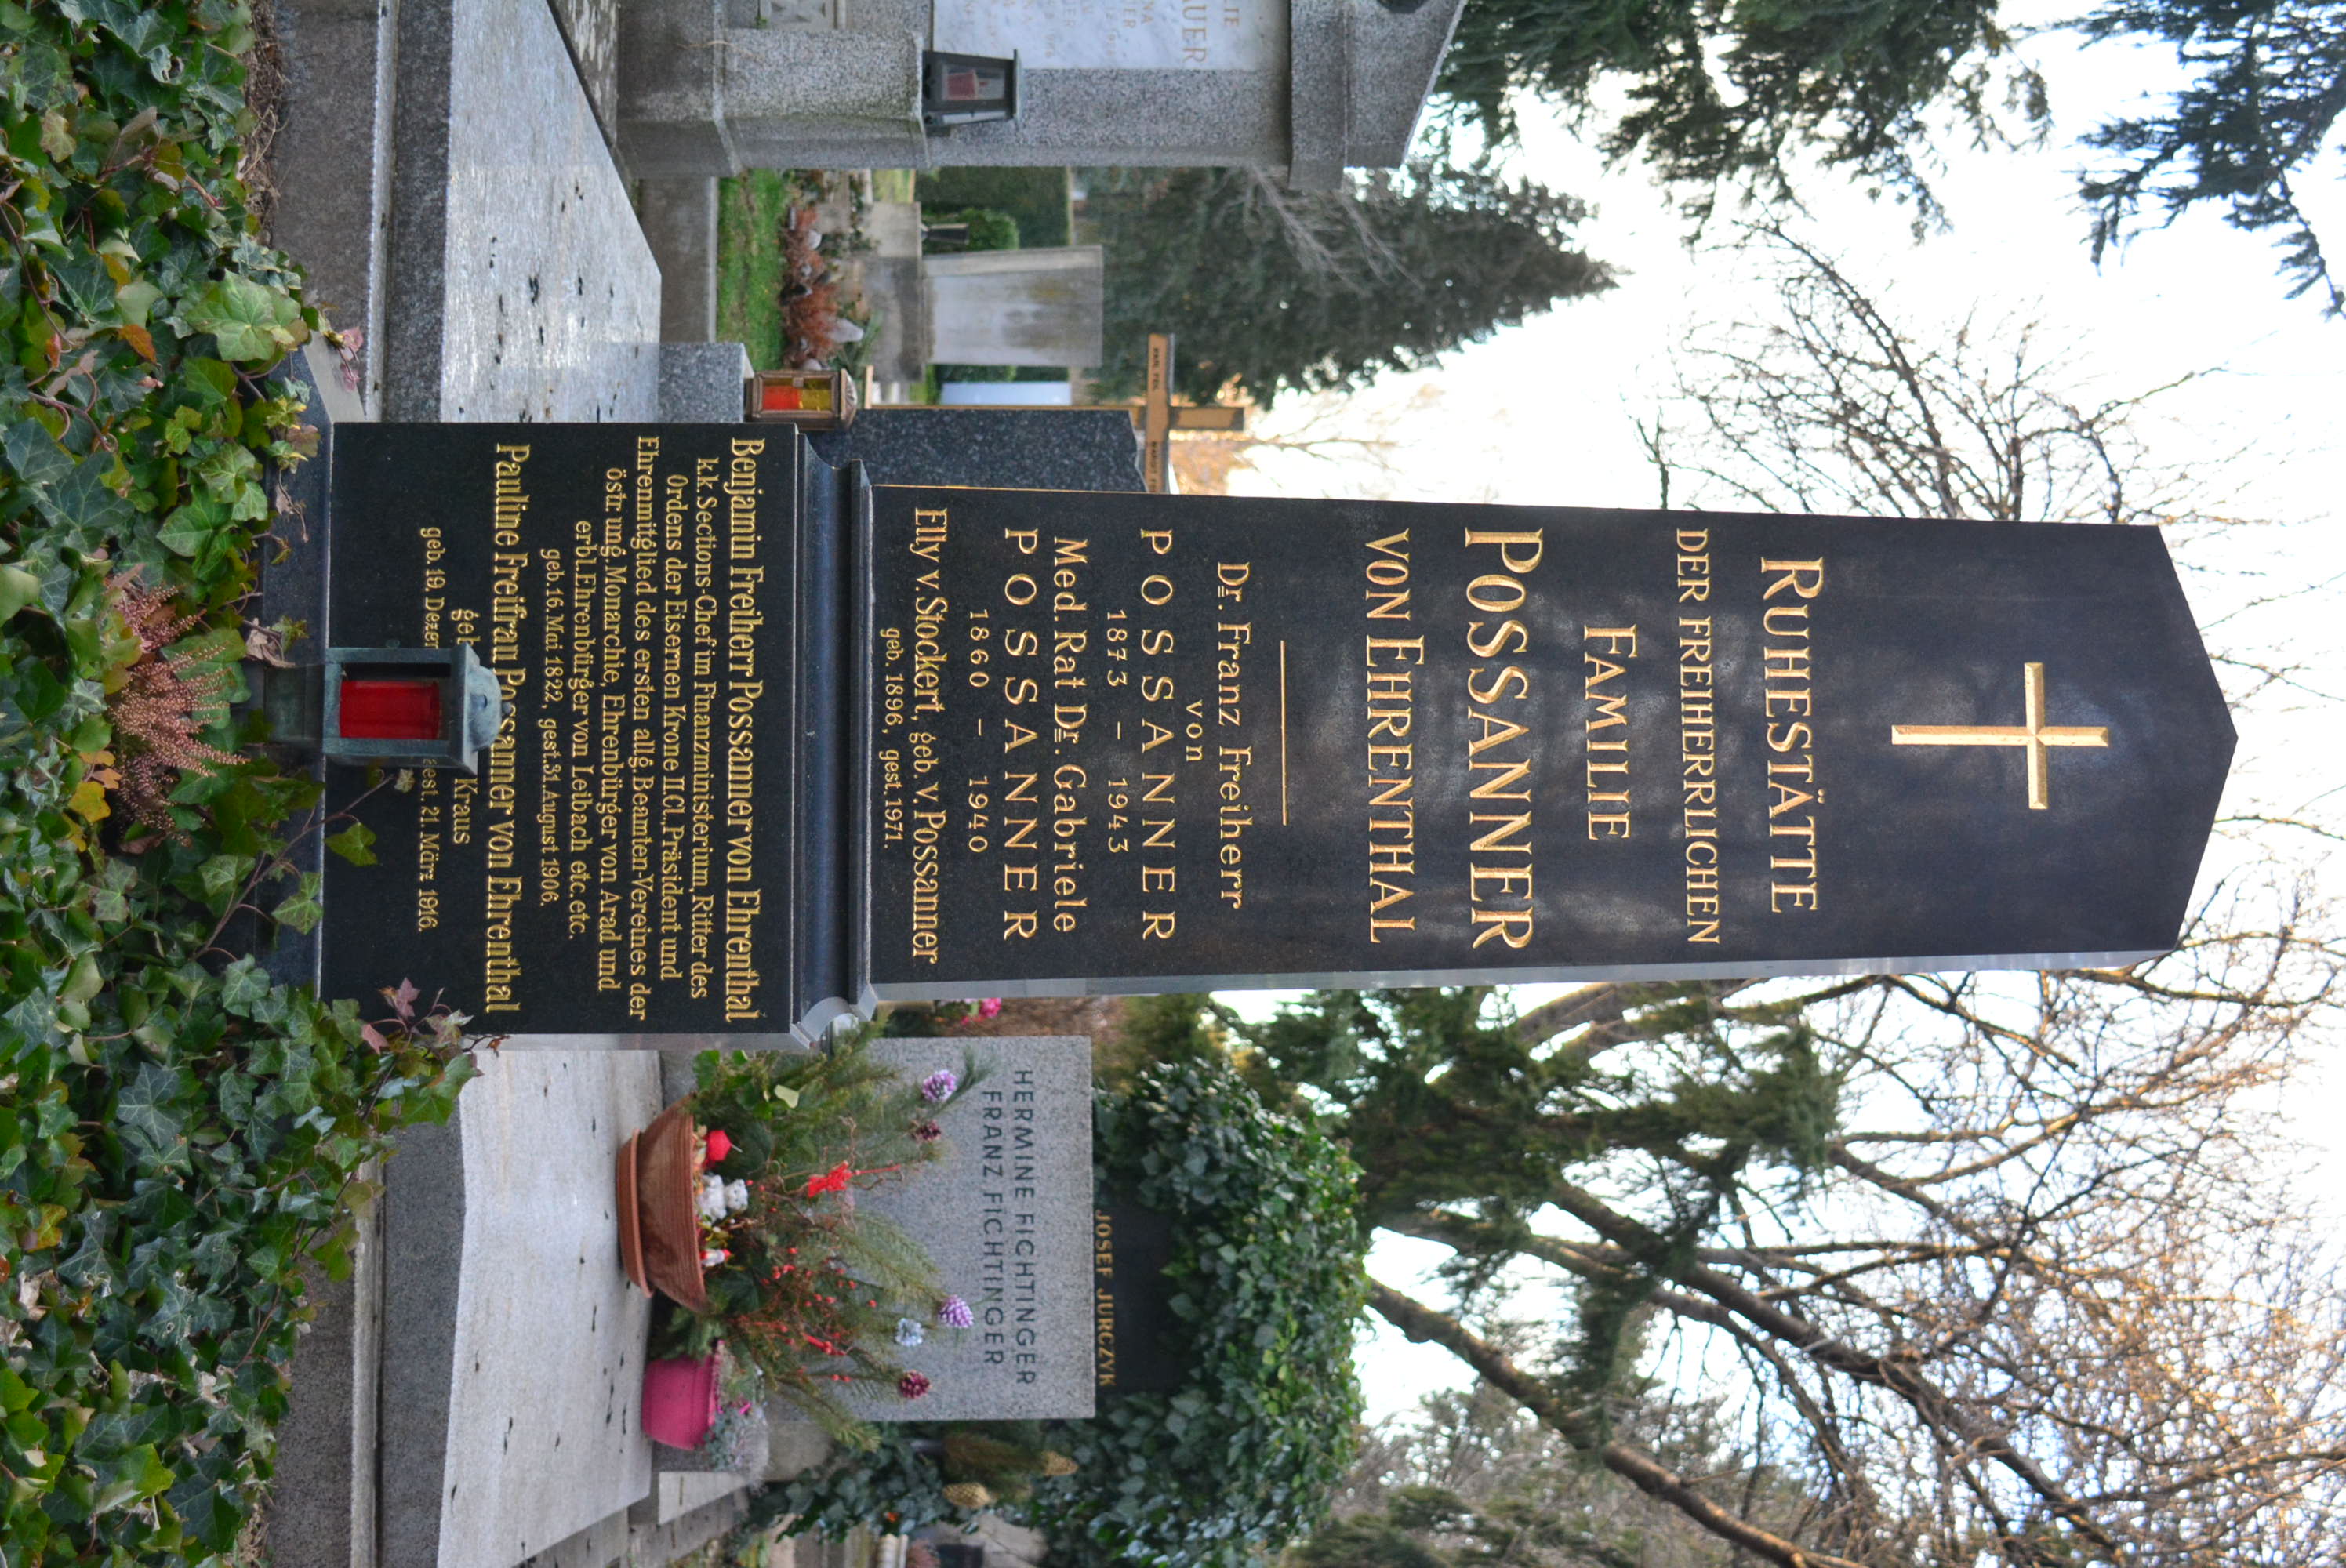 RUHESTÄTTE
DER FREIHERRLICHEN
FAMILIE
POSSANNER
VON EHRENTHAL
Dr. Franz Freiherr
von
POSSANNER
1873 – 1943
Med. Rat Dr. Gabriele
POSSANNER
1860 – 1940
Elly v. Stockert, geb. v. Possanner
geb. 1896, gest. 1971.
Benjamin Freiherr Possanner von Ehrenthal
k.k. Sections-Chef im Finanzministerium, Ritter des
Ordens der Eisernen Krone II.Cl., Präsident und
Ehrenmitglied des ersten allg. Beamten-Vereines der
östr. ung. Monarchie, Ehrenbürger von Arad und
erbl. Ehrenbürger von Leibach etc. etc.
geb. 16. Mai 1822, gest. 31. August 1906.
Pauline Freifrau Possanner von Ehrenthal
geb. Kraus
geb. 19. gest. 21. März 1916.
HERMINE FICHTINGER
FRANZ FICHTINGER
JOSEF JURCZYK